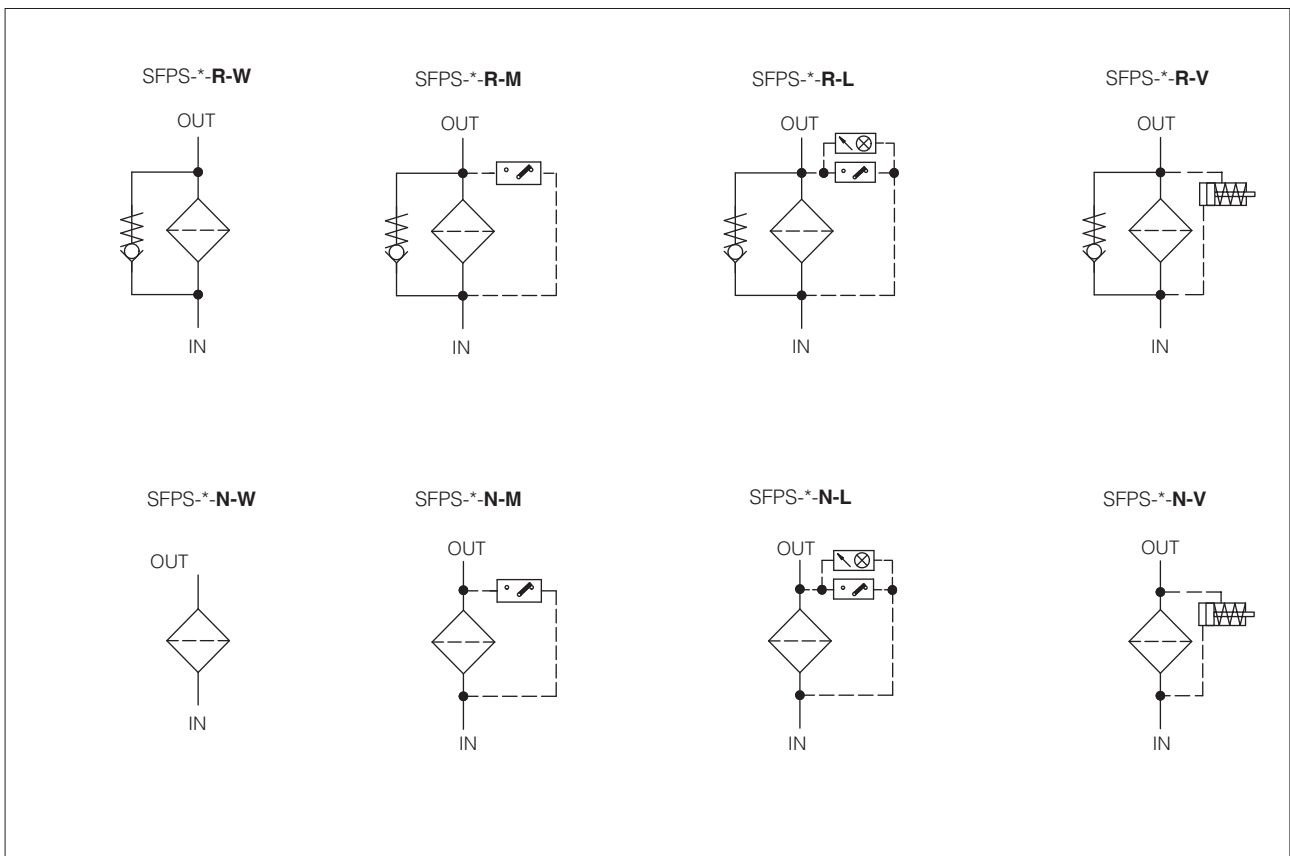 SFPS-*-R-W
OUT
IN
SFPS-*-R-M
OUT
IN
SFPS-*-R-L
OUT
IN
SFPS-*-R-V
OUT
IN
SFPS-*-N-W
OUT
IN
SFPS-*-N-M
OUT
IN
SFPS-*-N-L
OUT
IN
SFPS-*-N-V
OUT
IN